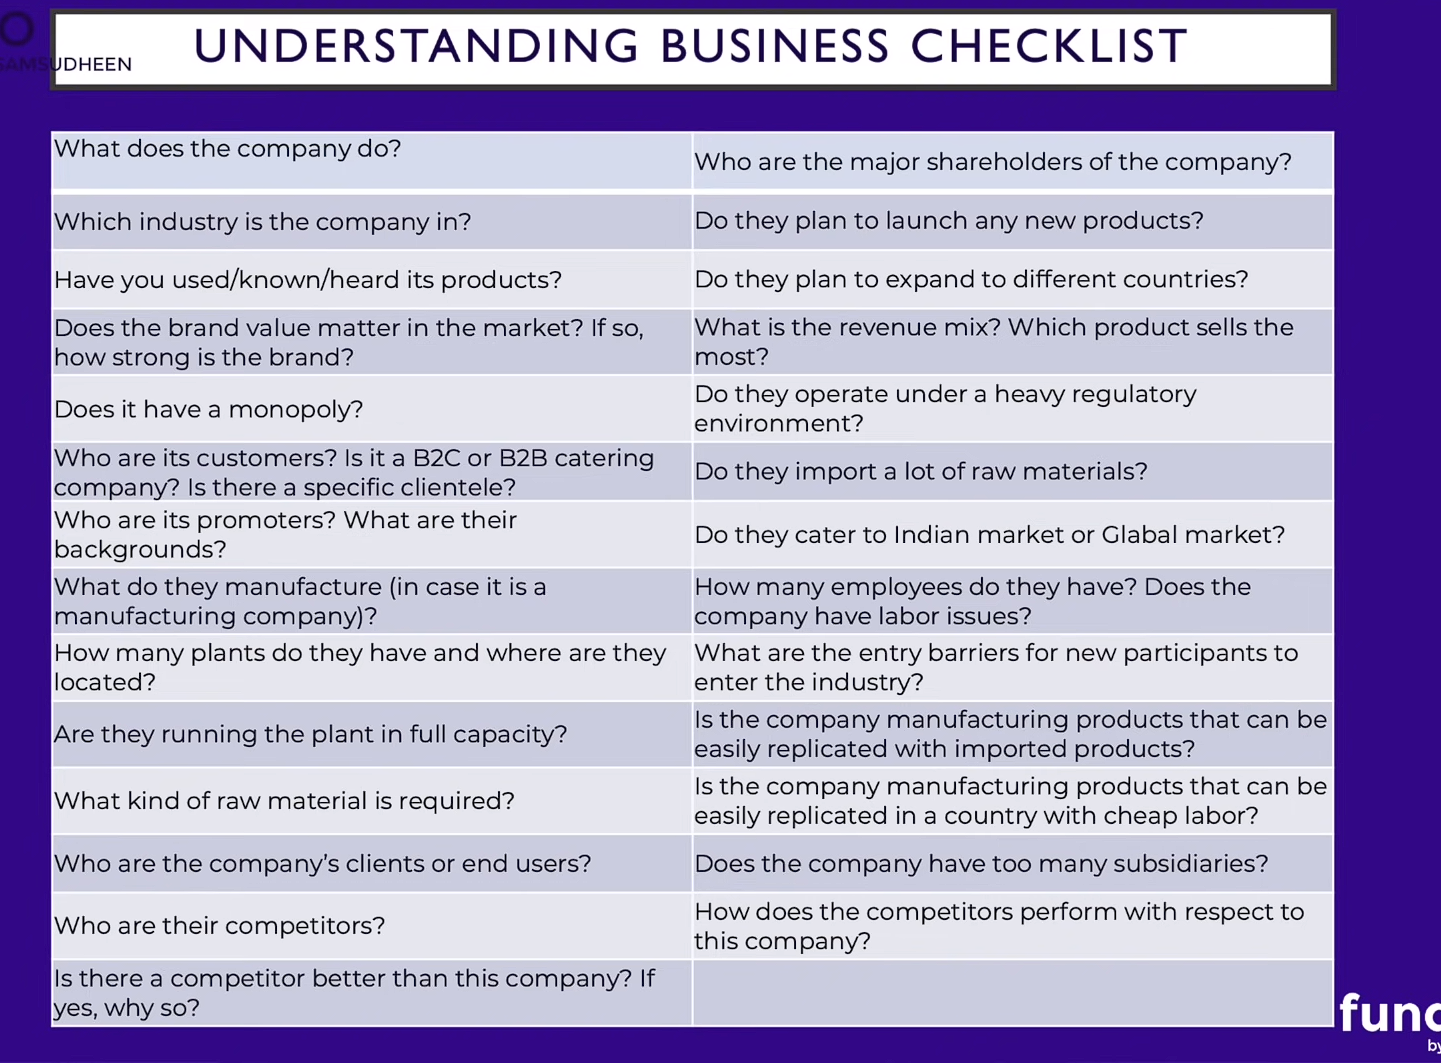 O
SAMSUDHEEN
UNDERSTANDING BUSINESS CHECKLIST
What does the company do?
Who are the major shareholders of the company?
Which industry is the company in?
Do they plan to launch any new products?
Have you used/known/heard its products?
Do they plan to expand to different countries?
Does the brand value matter in the market? If so,
how strong is the brand?
What is the revenue mix? Which product sells the
most?
Does it have a monopoly?
Do they operate under a heavy regulatory
environment?
Who are its customers? Is it a B2C or B2B catering
company? Is there a specific clientele?
Do they import a lot of raw materials?
Who are its promoters? What are their
backgrounds?
Do they cater to Indian market or Glabal market?
What do they manufacture (in case it is a
manufacturing company)?
How many employees do they have? Does the
company have labor issues?
How many plants do they have and where are they
located?
What are the entry barriers for new participants to
enter the industry?
Are they running the plant in full capacity?
Is the company manufacturing products that can be
easily replicated with imported products?
What kind of raw material is required?
Is the company manufacturing products that can be
easily replicated in a country with cheap labor?
Who are the company's clients or end users?
Does the company have too many subsidiaries?
Who are their competitors?
How does the competitors perform with respect to
this company?
Is there a competitor better than this company? If
yes, why so?